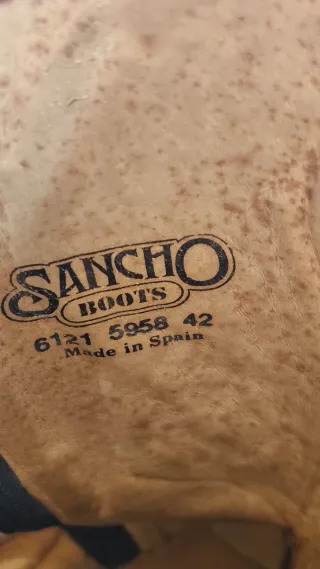 SANCHO
BOOTS
6121 5958 42
Made in Spain